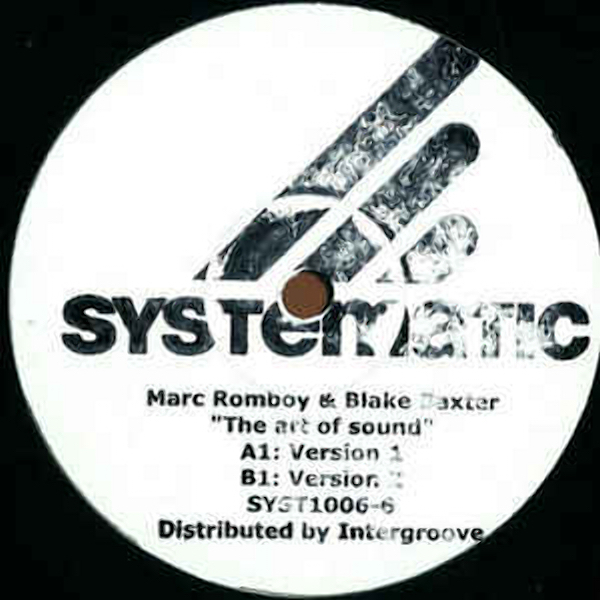 SYSTEMATIC
Marc Romboy & Blake Baxter
"The art of sound"
A1: Version 1
B1: Version 2
SYST1006-6
Distributed by Intergroove